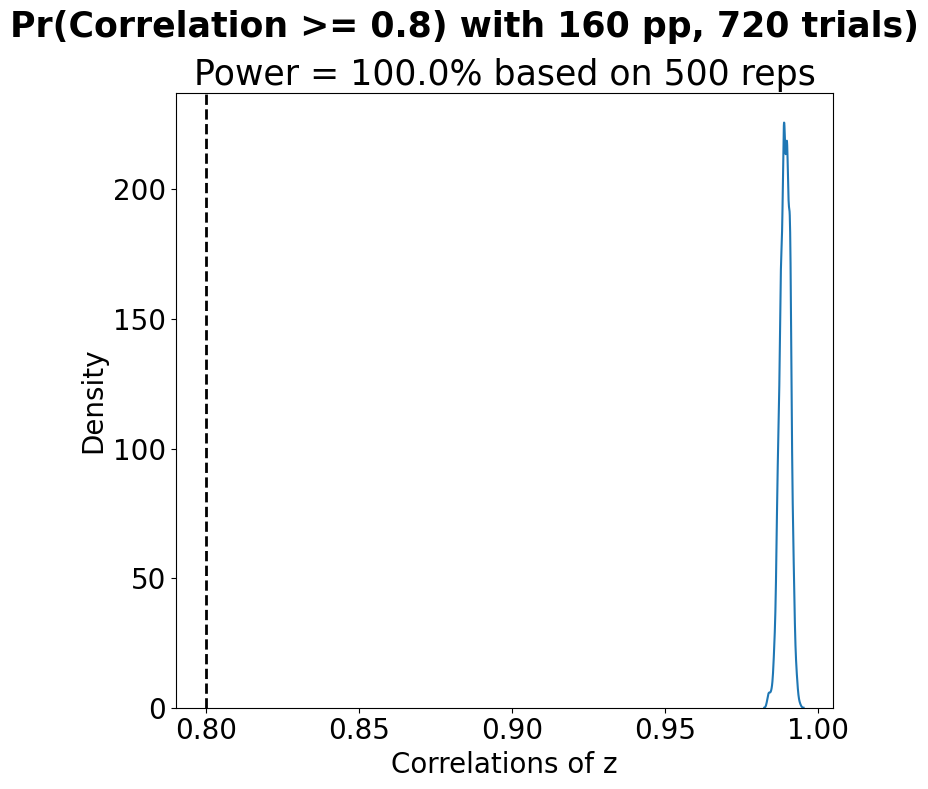 Pr(Correlation >= 0.8) with 160 pp, 720 trials)
Power = 100.0% based on 500 reps
200
150
100
50
0
Density
0.80 0.85 0.90 0.95 1.00
Correlations of z